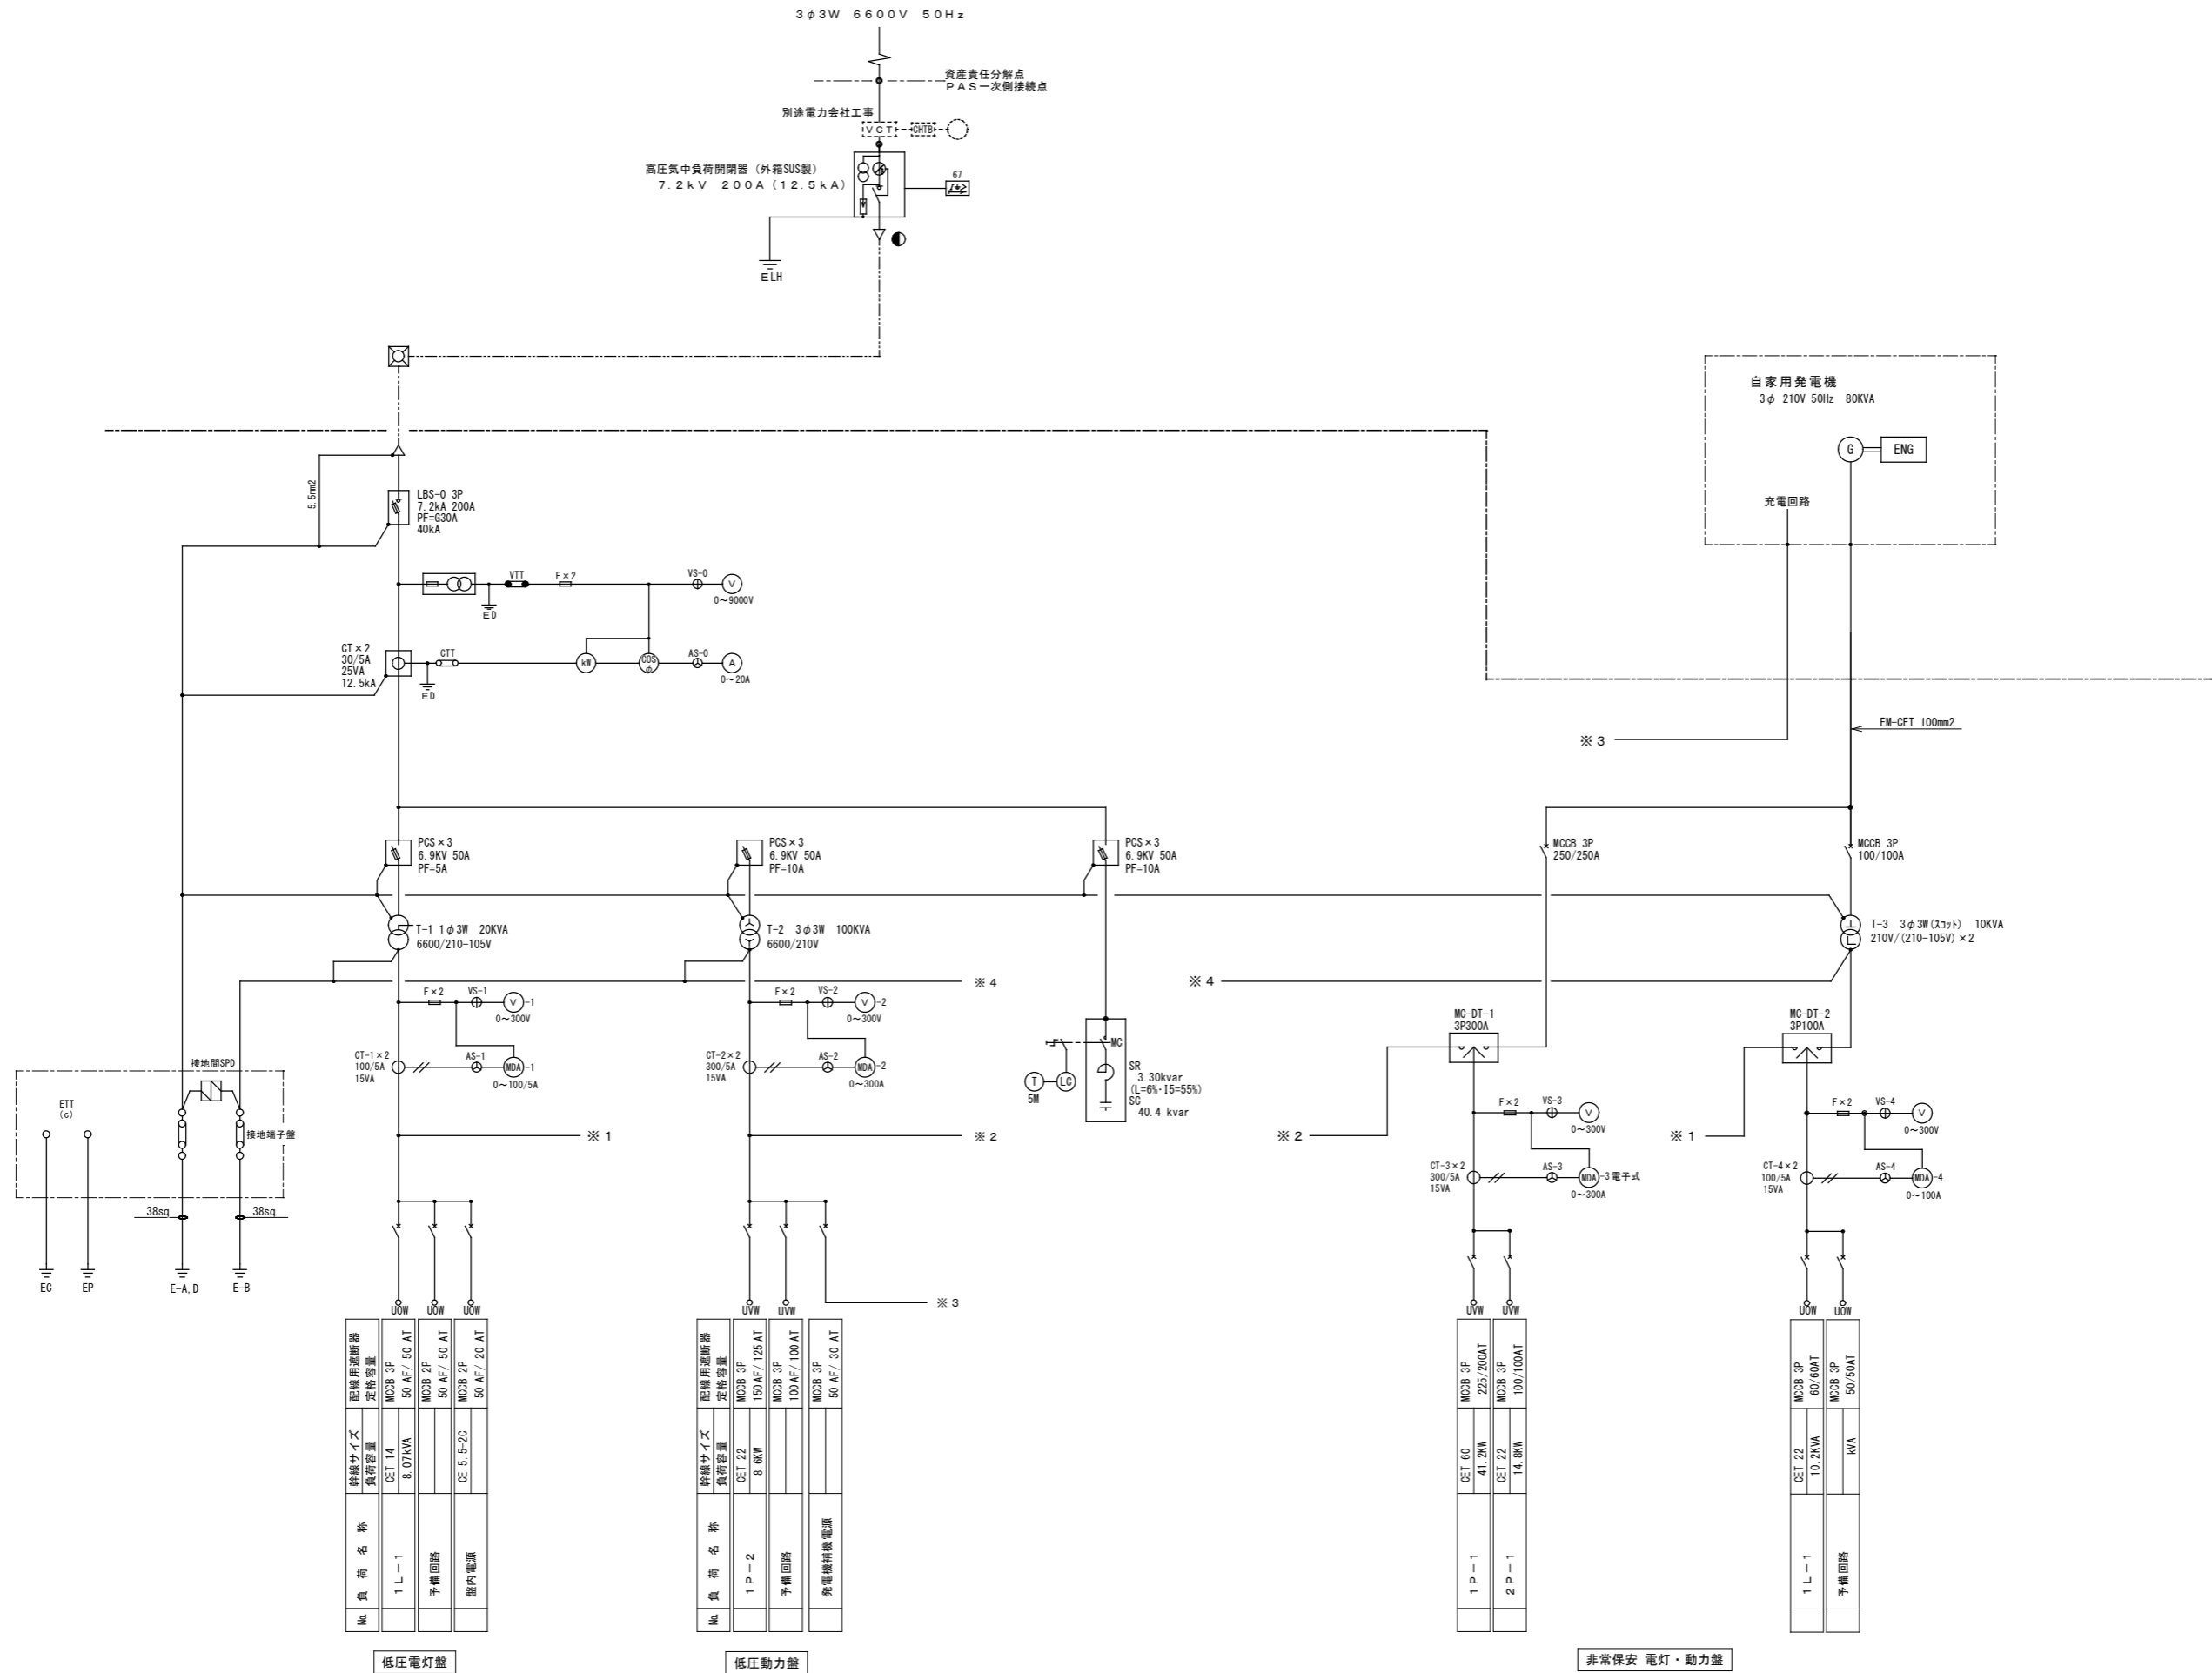 3φ3W 6600V 50Hz
資産責任分解点
PAS一次側接続点
別途電力会社工事
VCT
CHTB
高圧気中負荷開閉器（外箱SUS製）
7.2kV 200A（12.5kA）
67
ELH
自家用発電機
3φ 210V 50Hz 80KVA
G
ENG
充電回路
5.5mm2
LBS-0 3P
7.2kA 200A
PF=G30A
40kA
VTT
F×2
VS-0
V
0～9000V
ED
CT×2
30/5A
25VA
12.5kA
CTT
kW
COS
φ
AS-0
A
0～20A
ED
EM-CET 100mm2
※3
PCS×3
6.9KV 50A
PF=5A
PCS×3
6.9KV 50A
PF=10A
PCS×3
6.9KV 50A
PF=10A
MCCB 3P
250/250A
MCCB 3P
100/100A
T-1 1φ3W 20KVA
6600/210-105V
T-2 3φ3W 100KVA
6600/210V
T-3 3φ3W(スコット) 10KVA
210V/(210-105V)×2
※4
※4
F×2
VS-1
V
-1
0～300V
CT-1×2
100/5A
15VA
AS-1
MDA
-1
0～100/5A
F×2
VS-2
V
-2
0～300V
CT-2×2
300/5A
15VA
AS-2
MDA
-2
0～300A
MC
T
LC
5M
SR
3.30kvar
(L=6%･I5=55%)
SC
40.4 kvar
MC-DT-1
3P300A
MC-DT-2
3P100A
接地間SPD
ETT
(c)
接地端子盤
※1
※2
※2
※1
F×2
VS-3
V
0～300V
CT-3×2
300/5A
15VA
AS-3
MDA
-3電子式
0～300A
F×2
VS-4
V
0～300V
CT-4×2
100/5A
15VA
AS-4
MDA
-4
0～100A
38sq
38sq
EC
EP
E-A,D
E-B
※3
UOW
UOW
UOW
UVW
UVW
UVW
UVW
UOW
UOW
配線用遮断器
定格容量
幹線サイズ
負荷容量
負荷名称
No.
MCCB 3P
50 AF/ 50 AT
CET 14
8.07kVA
1L-1
MCCB 2P
50 AF/ 50 AT
予備回路
MCCB 2P
50 AF/ 20 AT
CE 5.5-2C
盤内電源
低圧電灯盤
配線用遮断器
定格容量
幹線サイズ
負荷容量
負荷名称
No.
MCCB 3P
150AF/125 AT
CET 22
8.6KW
1P-2
MCCB 3P
100AF/100 AT
予備回路
MCCB 3P
50 AF/ 30 AT
発電機補機電源
低圧動力盤
MCCB 3P
225/200AT
CET 60
41.2KW
1P-1
MCCB 3P
100/100AT
CET 22
14.8KW
2P-1
MCCB 3P
60/60AT
CET 22
10.2KVA
1L-1
MCCB 3P
50/50AT
kVA
予備回路
非常保安 電灯・動力盤